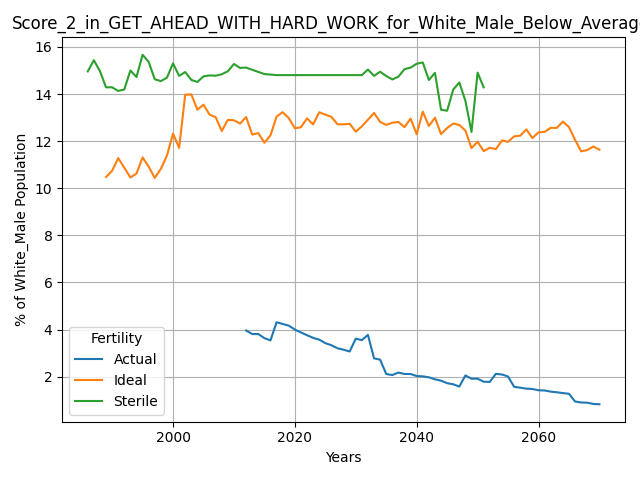 Score_2_in_GET_AHEAD_WITH_HARD_WORK_for_White_Male_Below_Average
% of White_Male Population
16
14
12
10
8
6
4
2
Fertility
Actual
Ideal
Sterile
2000 2020 2040 2060
Years